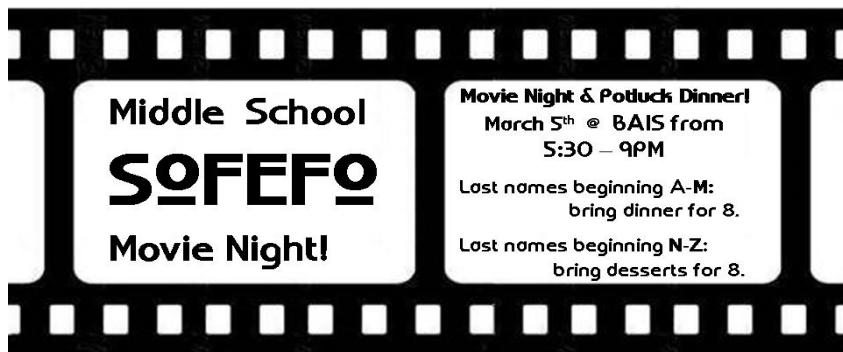 Middle School
SOFEFO
Movie Night!
Movie Night & Potluck Dinner!
March 5th @ BAIS from
5:30 – 9PM
Last names beginning A-M:
bring dinner for 8.
Last names beginning N-Z:
bring desserts for 8.